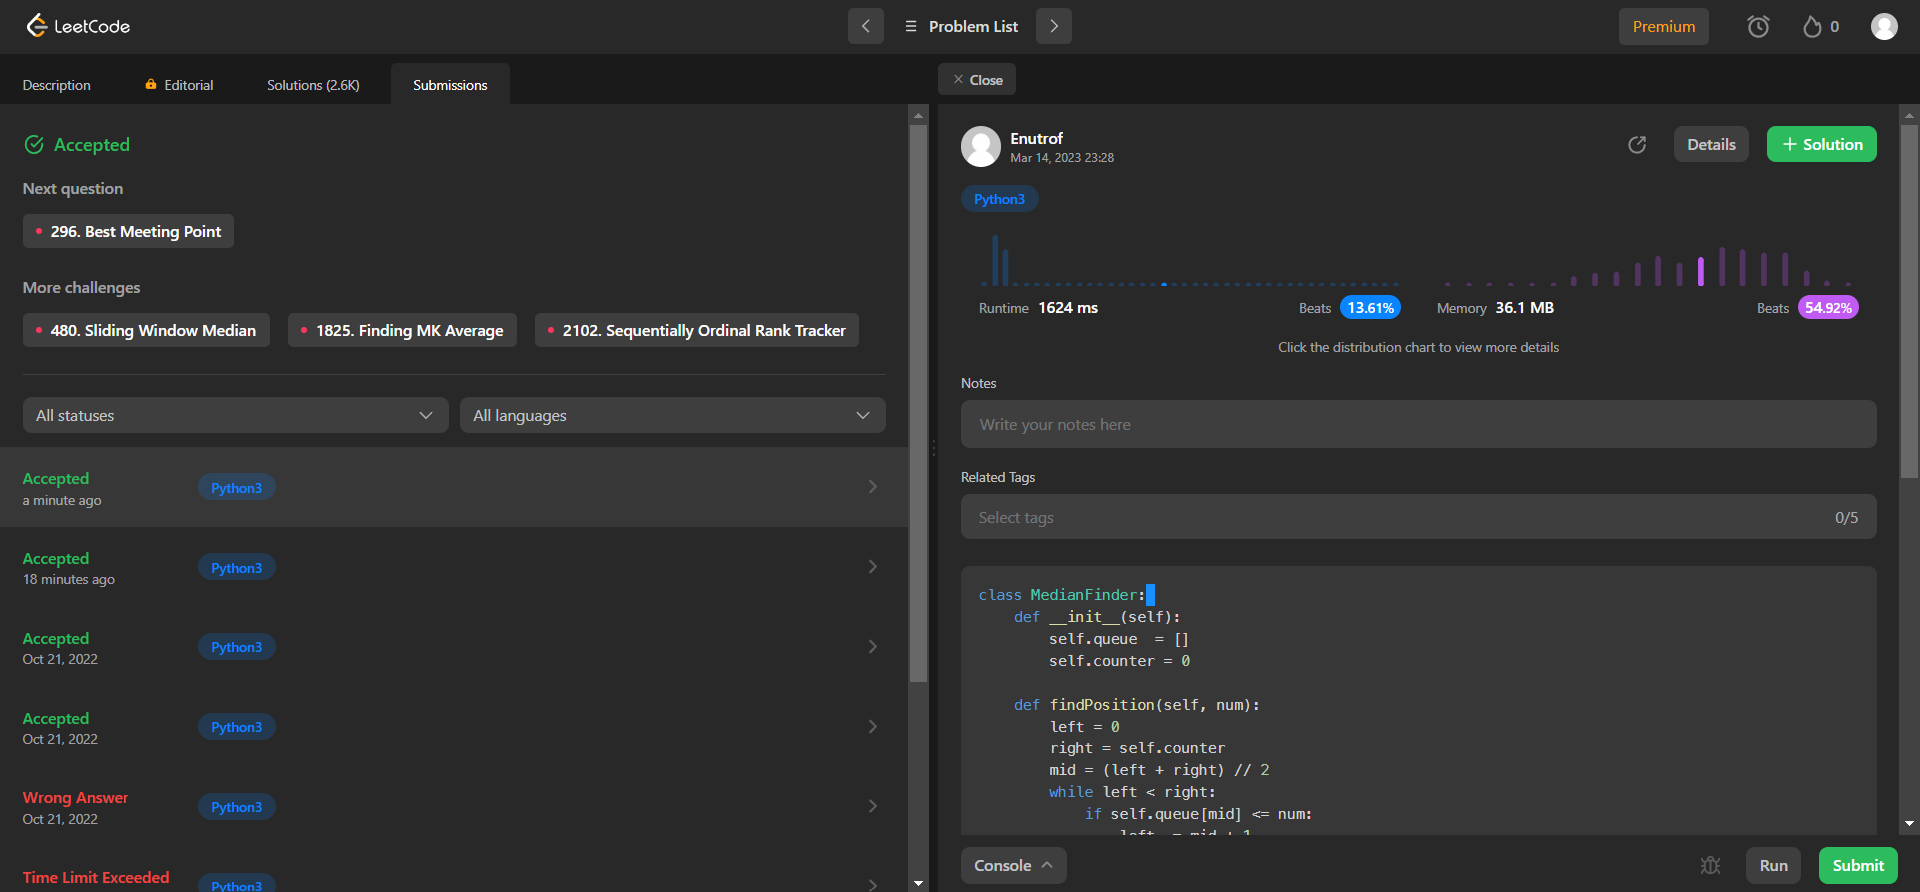 LeetCode
Problem List
Premium
0
Description
Editorial
Solutions (2.6K)
Submissions
Accepted
Next question
296. Best Meeting Point
More challenges
480. Sliding Window Median
1825. Finding MK Average
2102. Sequentially Ordinal Rank Tracker
All statuses
All languages
Accepted
a minute ago
Python3
Accepted
18 minutes ago
Python3
Accepted
Oct 21, 2022
Python3
Accepted
Oct 21, 2022
Python3
Wrong Answer
Oct 21, 2022
Python3
Time Limit Exceeded
Python3
Close
Enutrof
Mar 14, 2023 23:28
Details
+ Solution
Python3
Runtime 1624 ms
Beats 13.61%
Memory 36.1 MB
Beats 54.92%
Click the distribution chart to view more details
Notes
Write your notes here
Related Tags
Select tags
0/5
class MedianFinder:
    def __init__(self):
        self.queue  = []
        self.counter = 0
    def findPosition(self, num):
        left = 0
        right = self.counter
        mid = (left + right) // 2
        while left < right:
            if self.queue[mid] <= num:
                left  = mid + 1
Console
Run
Submit